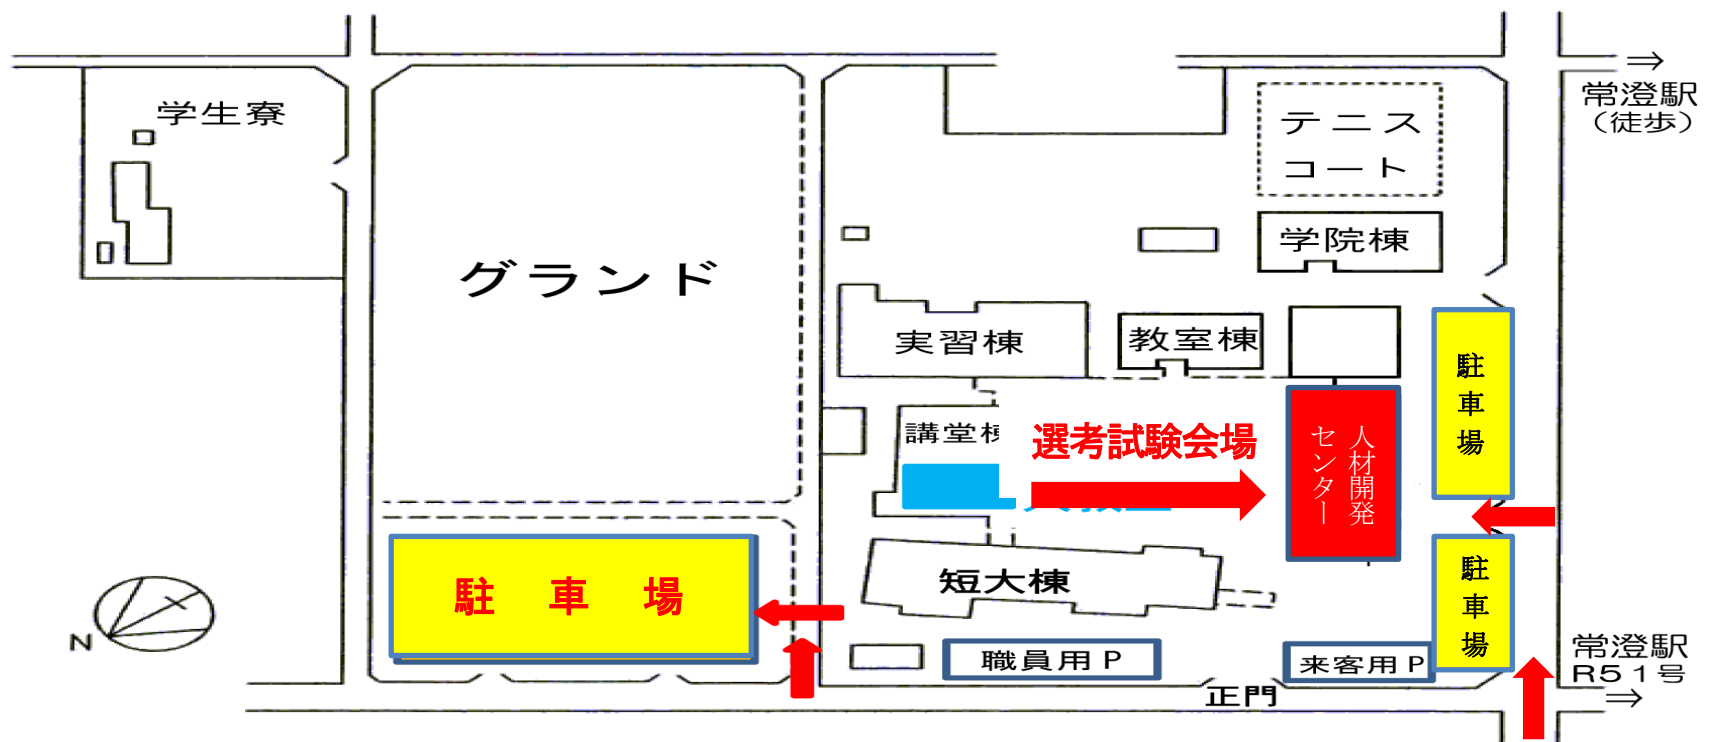 ⇒
常澄駅
(徒歩)
学生寮
テニス
コート
学院棟
グランド
実習棟
教室棟
駐車場
講堂棟
選考試験会場
人材開発
センター
駐車場
短大棟
駐車場
N
職員用P
来客用P
正門
常澄駅
R51号
⇒